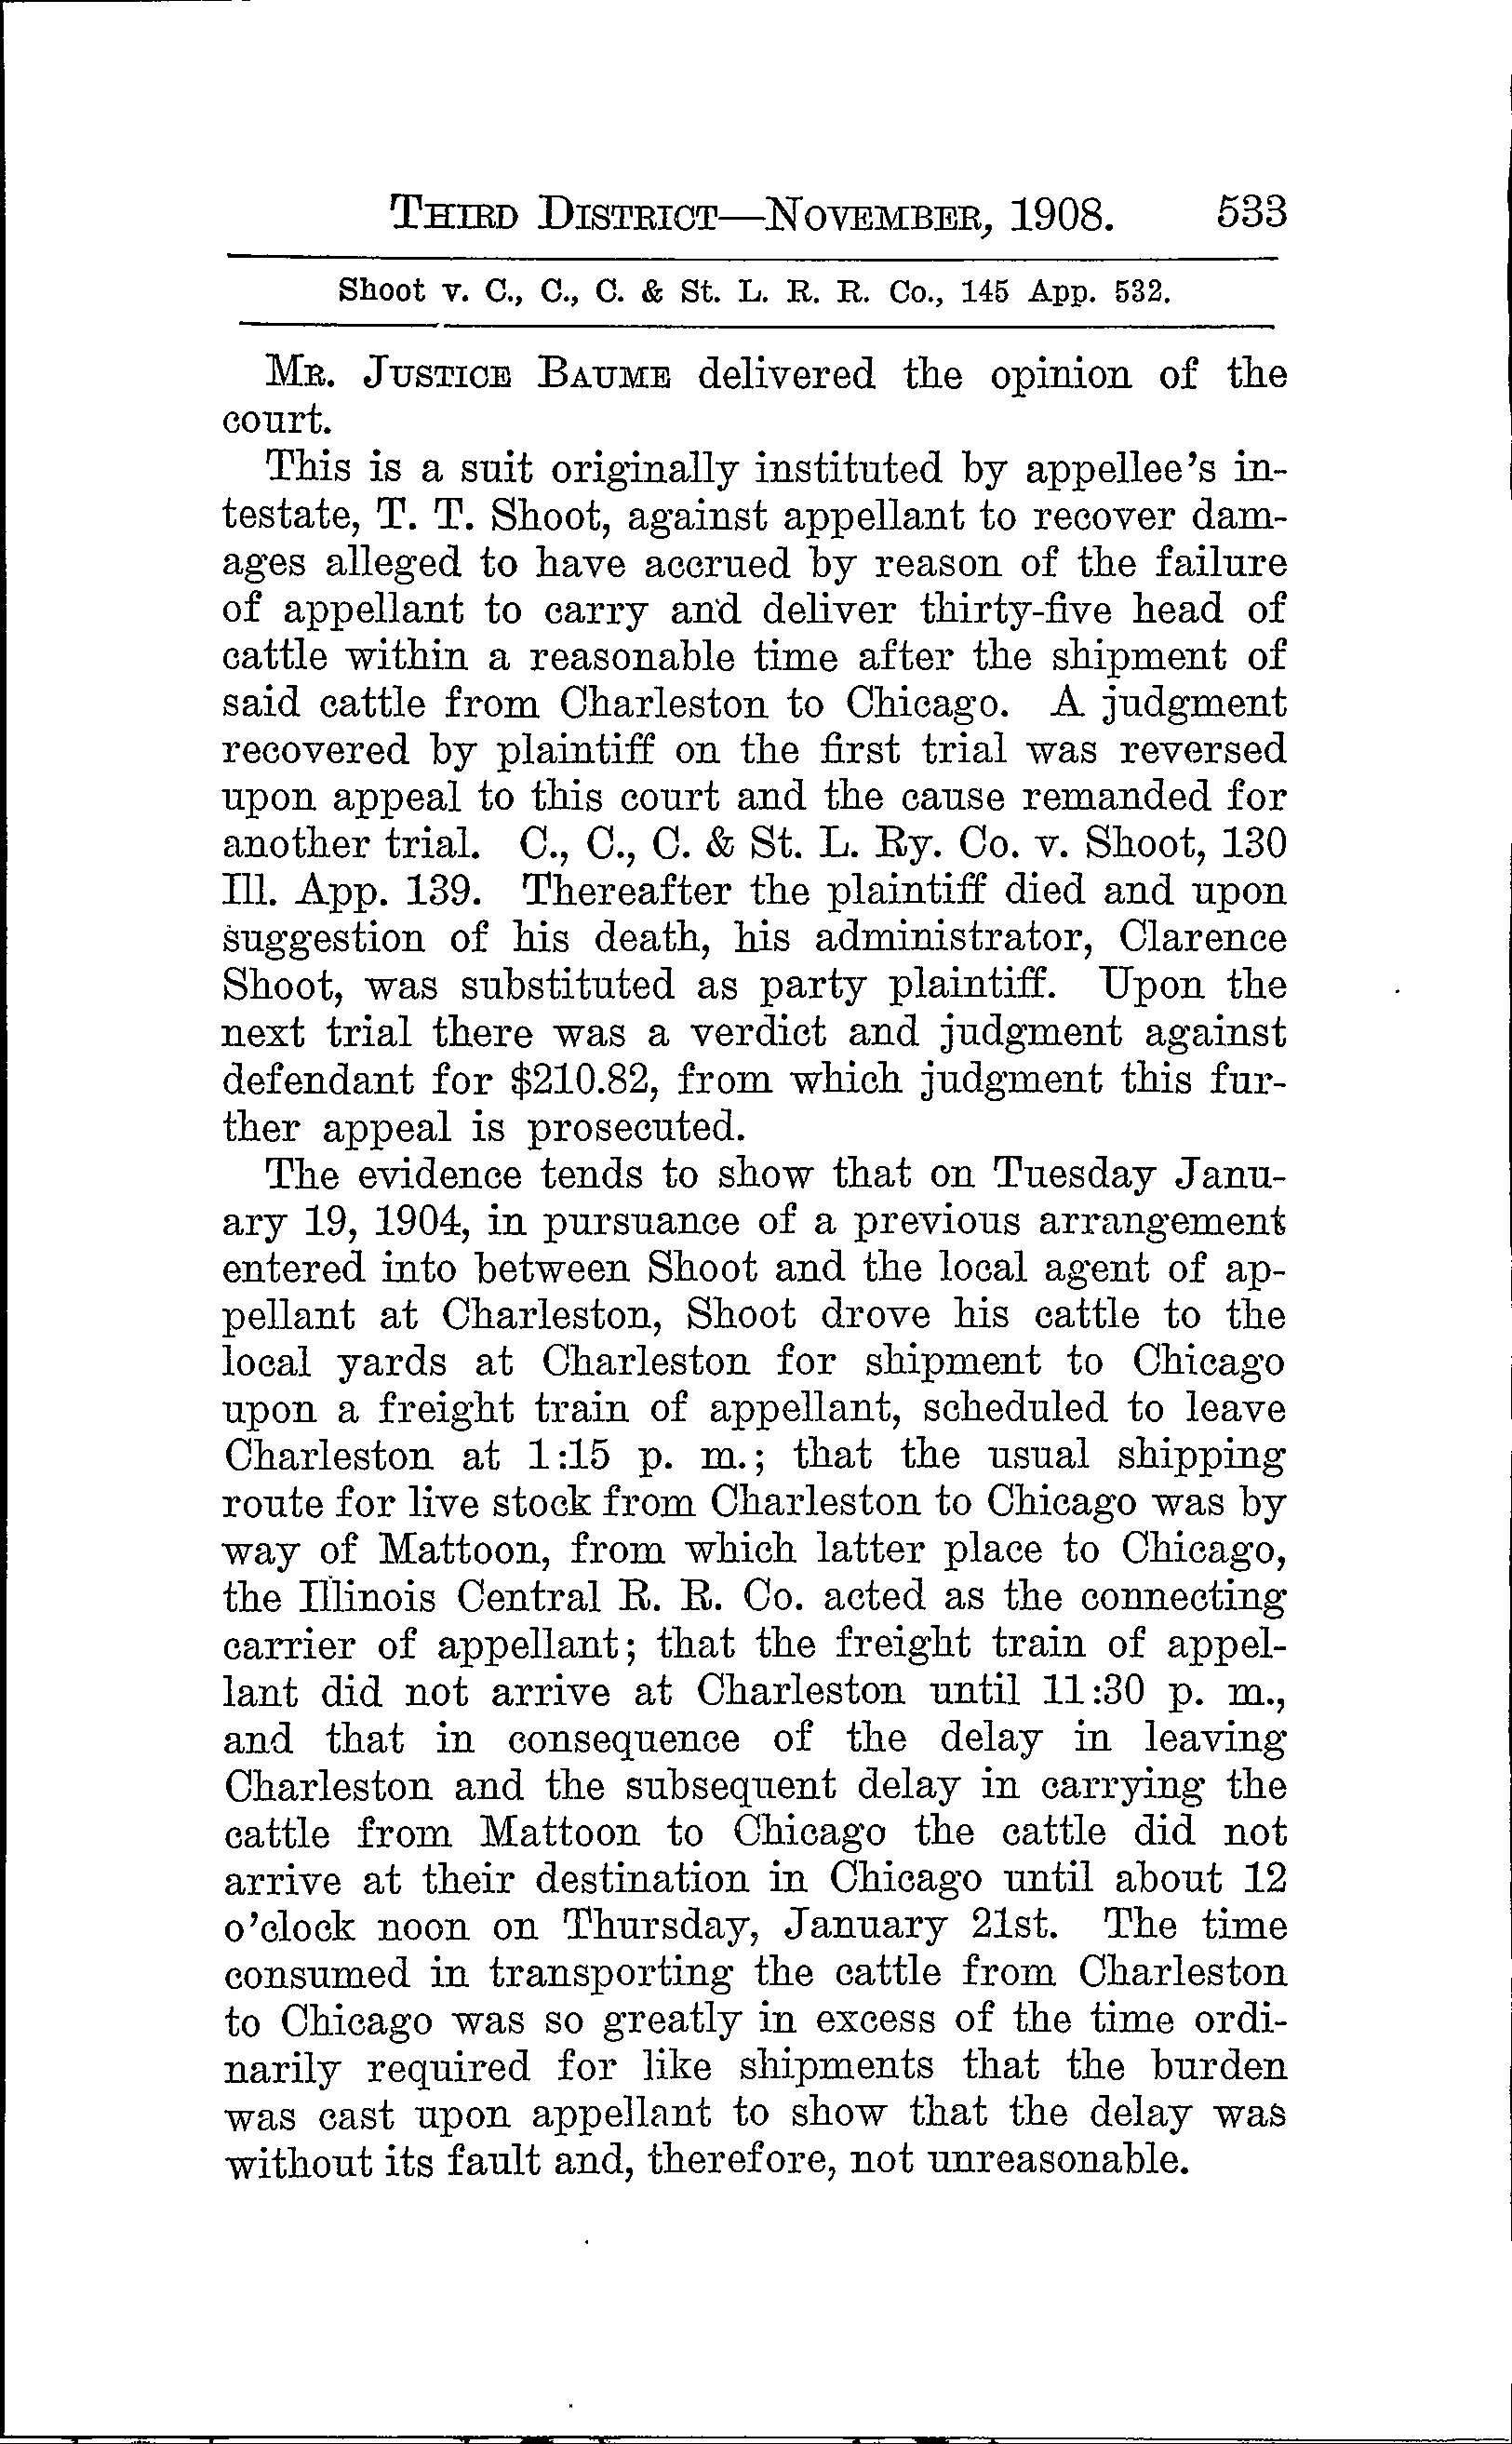 THIRD DISTRICT—NOVEMBER, 1908. 533
Shoot v. C., C., C. & St. L. R. R. Co., 145 App. 532.
MR. JUSTICE BAUME delivered the opinion of the
court.
This is a suit originally instituted by appellee's in-
testate, T. T. Shoot, against appellant to recover dam-
ages alleged to have accrued by reason of the failure
of appellant to carry and deliver thirty-five head of
cattle within a reasonable time after the shipment of
said cattle from Charleston to Chicago. A judgment
recovered by plaintiff on the first trial was reversed
upon appeal to this court and the cause remanded for
another trial. C., C., C. & St. L. Ry. Co. v. Shoot, 130
Ill. App. 139. Thereafter the plaintiff died and upon
suggestion of his death, his administrator, Clarence
Shoot, was substituted as party plaintiff. Upon the
next trial there was a verdict and judgment against
defendant for $210.82, from which judgment this fur-
ther appeal is prosecuted.
The evidence tends to show that on Tuesday Janu-
ary 19, 1904, in pursuance of a previous arrangement
entered into between Shoot and the local agent of ap-
pellant at Charleston, Shoot drove his cattle to the
local yards at Charleston for shipment to Chicago
upon a freight train of appellant, scheduled to leave
Charleston at 1:15 p. m.; that the usual shipping
route for live stock from Charleston to Chicago was by
way of Mattoon, from which latter place to Chicago,
the Illinois Central R. R. Co. acted as the connecting
carrier of appellant; that the freight train of appel-
lant did not arrive at Charleston until 11:30 p. m.,
and that in consequence of the delay in leaving
Charleston and the subsequent delay in carrying the
cattle from Mattoon to Chicago the cattle did not
arrive at their destination in Chicago until about 12
o'clock noon on Thursday, January 21st. The time
consumed in transporting the cattle from Charleston
to Chicago was so greatly in excess of the time ordi-
narily required for like shipments that the burden
was cast upon appellant to show that the delay was
without its fault and, therefore, not unreasonable.